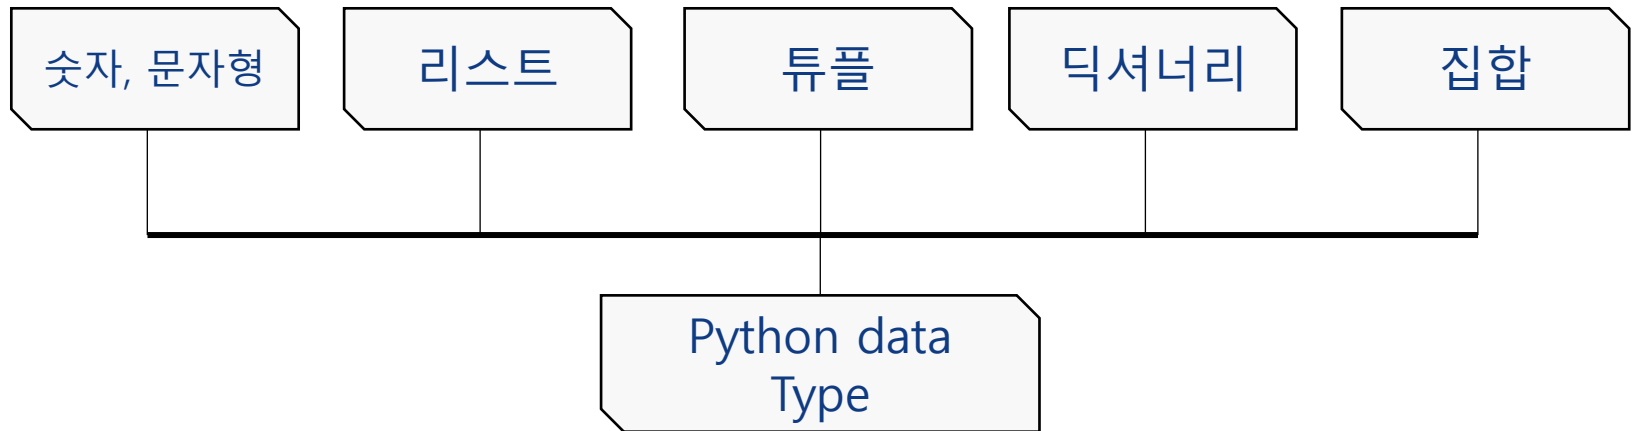 숫자, 문자형
리스트
튜플
딕셔너리
집합
Python data
Type